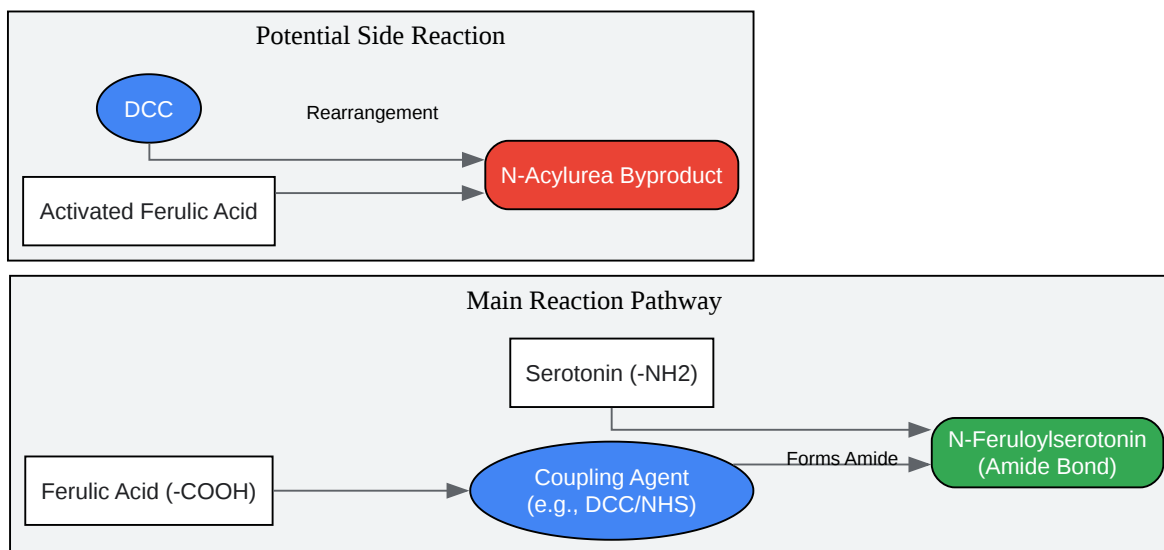 Potential Side Reaction
DCC
Rearrangement
N-Acylurea Byproduct
Activated Ferulic Acid
Main Reaction Pathway
Serotonin (-NH2)
N-Feruloylserotonin
(Amide Bond)
Forms Amide
Coupling Agent
(e.g., DCC/NHS)
Ferulic Acid (-COOH)